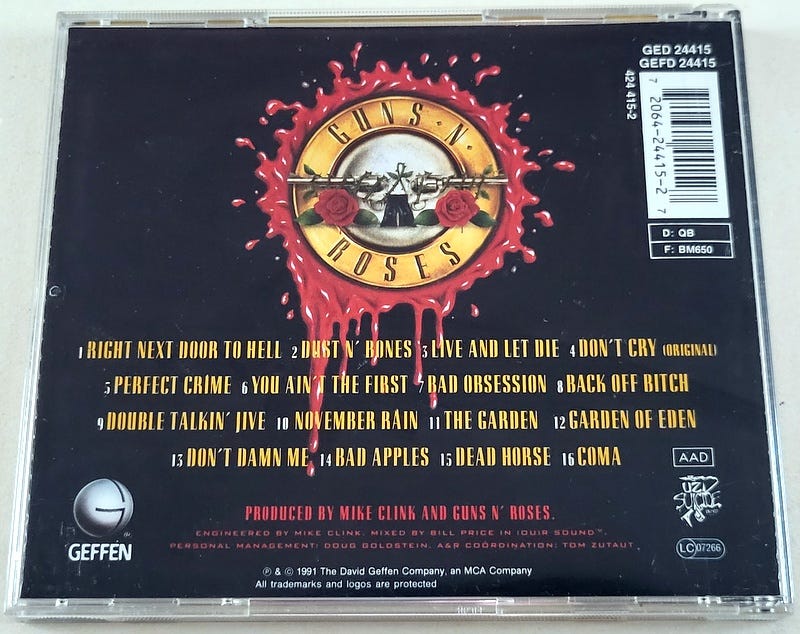 GED 24415
GEFD 24415
424 415-2
7 2064-24415-2 7
D: QB
F: BM650
GUNS · N ·
ROSES
1 RIGHT NEXT DOOR TO HELL 2 DUST N' BONES 3 LIVE AND LET DIE 4 DON'T CRY (ORIGINAL)
5 PERFECT CRIME 6 YOU AIN'T THE FIRST 7 BAD OBSESSION 8 BACK OFF BITCH
9 DOUBLE TALKIN' JIVE 10 NOVEMBER RAIN 11 THE GARDEN 12 GARDEN OF EDEN
13 DON'T DAMN ME 14 BAD APPLES 15 DEAD HORSE 16 COMA
AAD
UZI
SUICIDE
GEFFEN
PRODUCED BY MIKE CLINK AND GUNS N' ROSES.
ENGINEERED BY MIKE CLINK. MIXED BY BILL PRICE IN (QUIR SOUND™.
PERSONAL MANAGEMENT: DOUG GOLDSTEIN. A&R COÖRDINATION: TOM ZUTAUT
LC 07266
℗ & © 1991 The David Geffen Company, an MCA Company
All trademarks and logos are protected